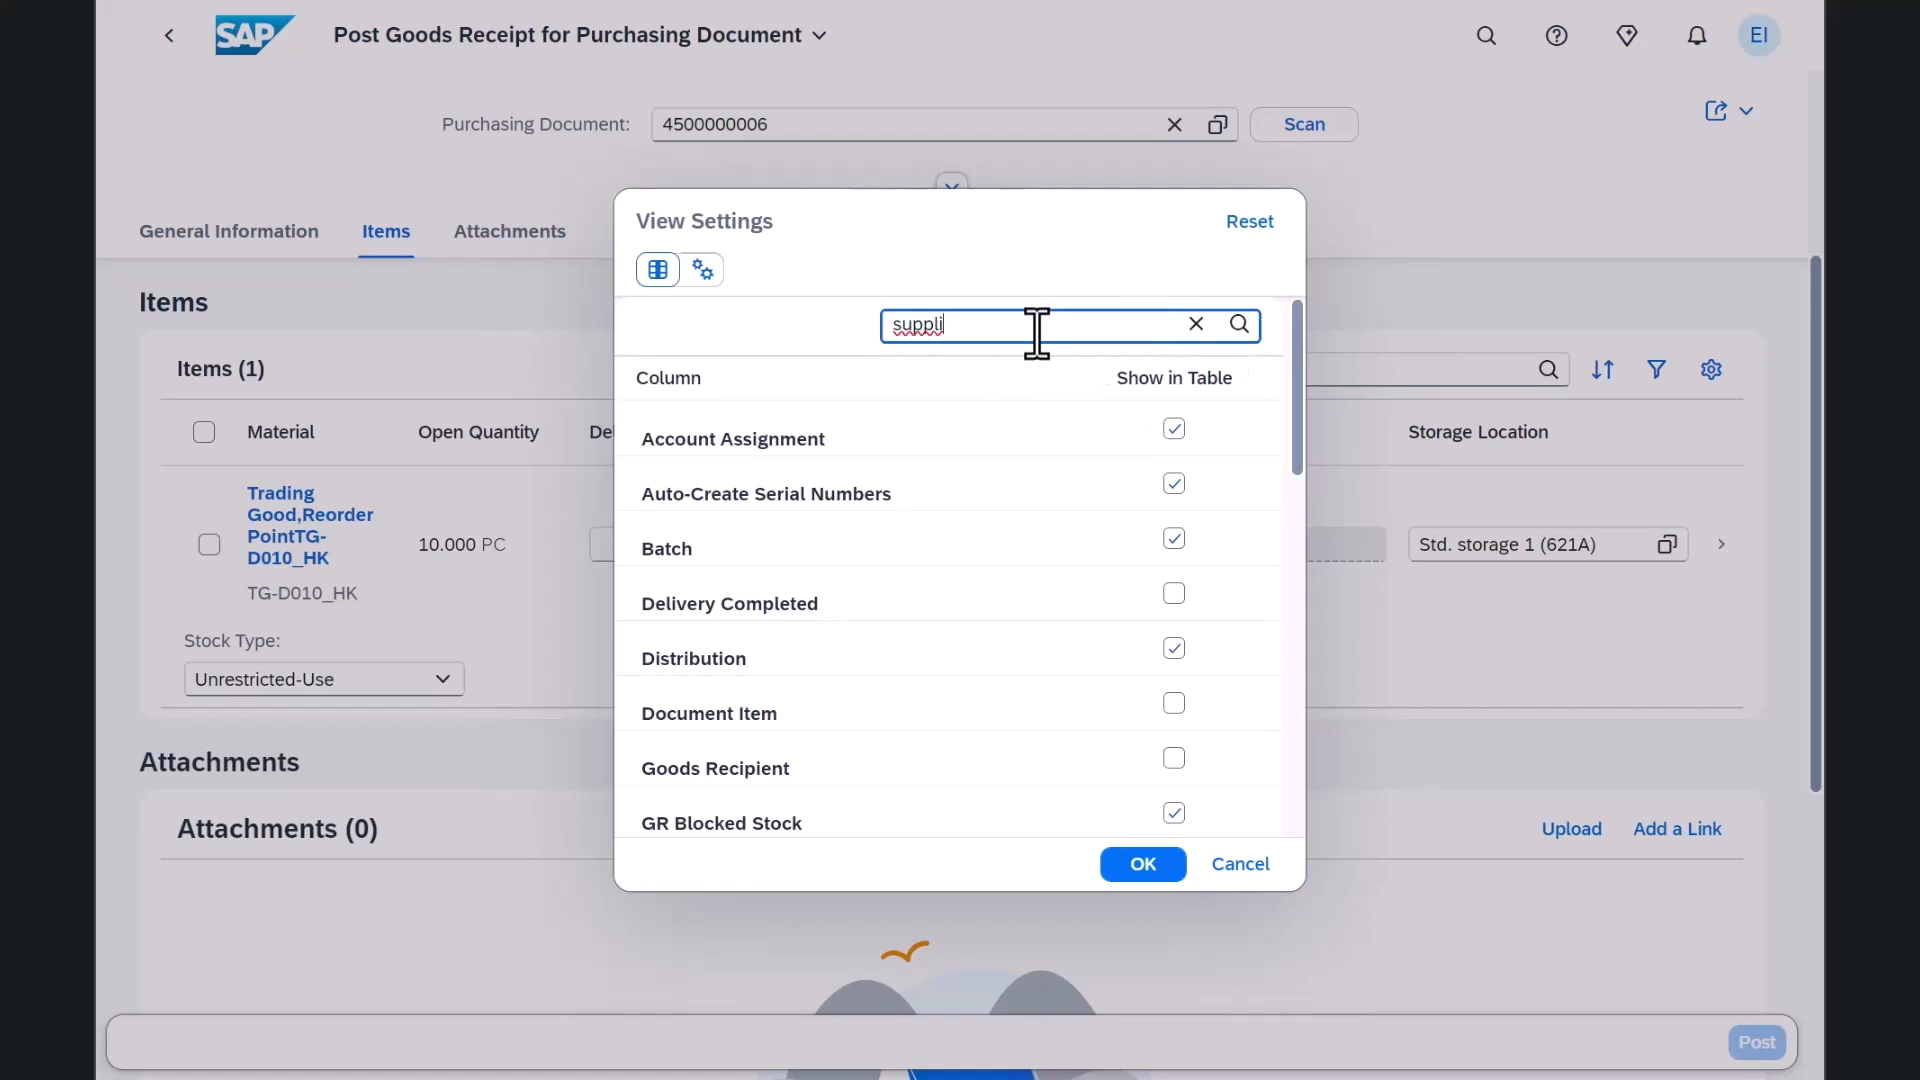 SAP
Post Goods Receipt for Purchasing Document
EI
Purchasing Document:
4500000006
Scan
General Information
Items
Attachments
View Settings
Reset
suppli
Column
Show in Table
Account Assignment
Auto-Create Serial Numbers
Batch
Delivery Completed
Distribution
Document Item
Goods Recipient
GR Blocked Stock
OK
Cancel
Items
Items (1)
Material
Open Quantity
Del
Storage Location
Trading
Good,Reorder
PointTG-
D010_HK
TG-D010_HK
10.000 PC
Std. storage 1 (621A)
Stock Type:
Unrestricted-Use
Attachments
Attachments (0)
Upload
Add a Link
Post